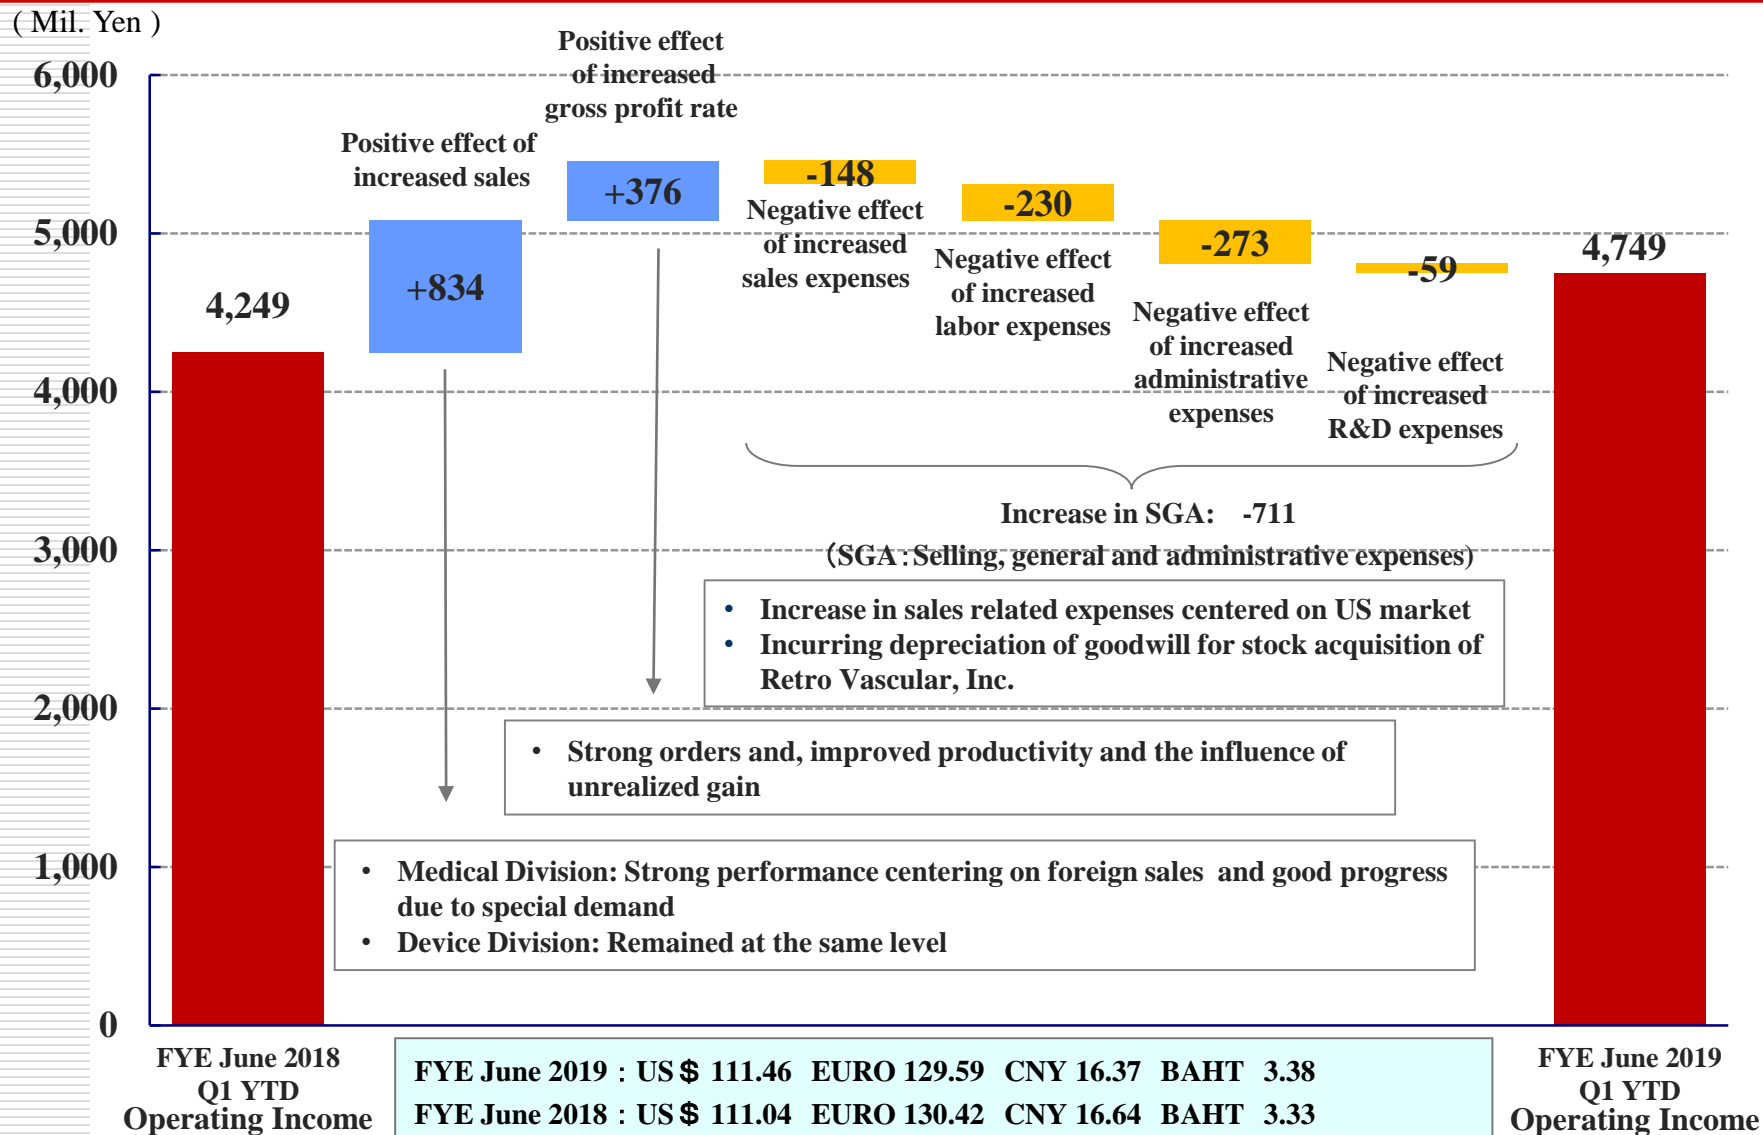 ( Mil. Yen )
6,000
5,000
4,000
3,000
2,000
1,000
0
4,249
Positive effect of
increased sales
+834
Positive effect
of increased
gross profit rate
+376
-148
Negative effect
of increased
sales expenses
-230
Negative effect
of increased
labor expenses
-273
Negative effect
of increased
administrative
expenses
-59
Negative effect
of increased
R&D expenses
4,749
Increase in SGA: -711
(SGA：Selling, general and administrative expenses)
• Increase in sales related expenses centered on US market
• Incurring depreciation of goodwill for stock acquisition of
Retro Vascular, Inc.
• Strong orders and, improved productivity and the influence of
unrealized gain
• Medical Division: Strong performance centering on foreign sales and good progress
due to special demand
• Device Division: Remained at the same level
FYE June 2018
Q1 YTD
Operating Income
FYE June 2019 : US＄ 111.46 EURO 129.59 CNY 16.37 BAHT 3.38
FYE June 2018 : US＄ 111.04 EURO 130.42 CNY 16.64 BAHT 3.33
FYE June 2019
Q1 YTD
Operating Income